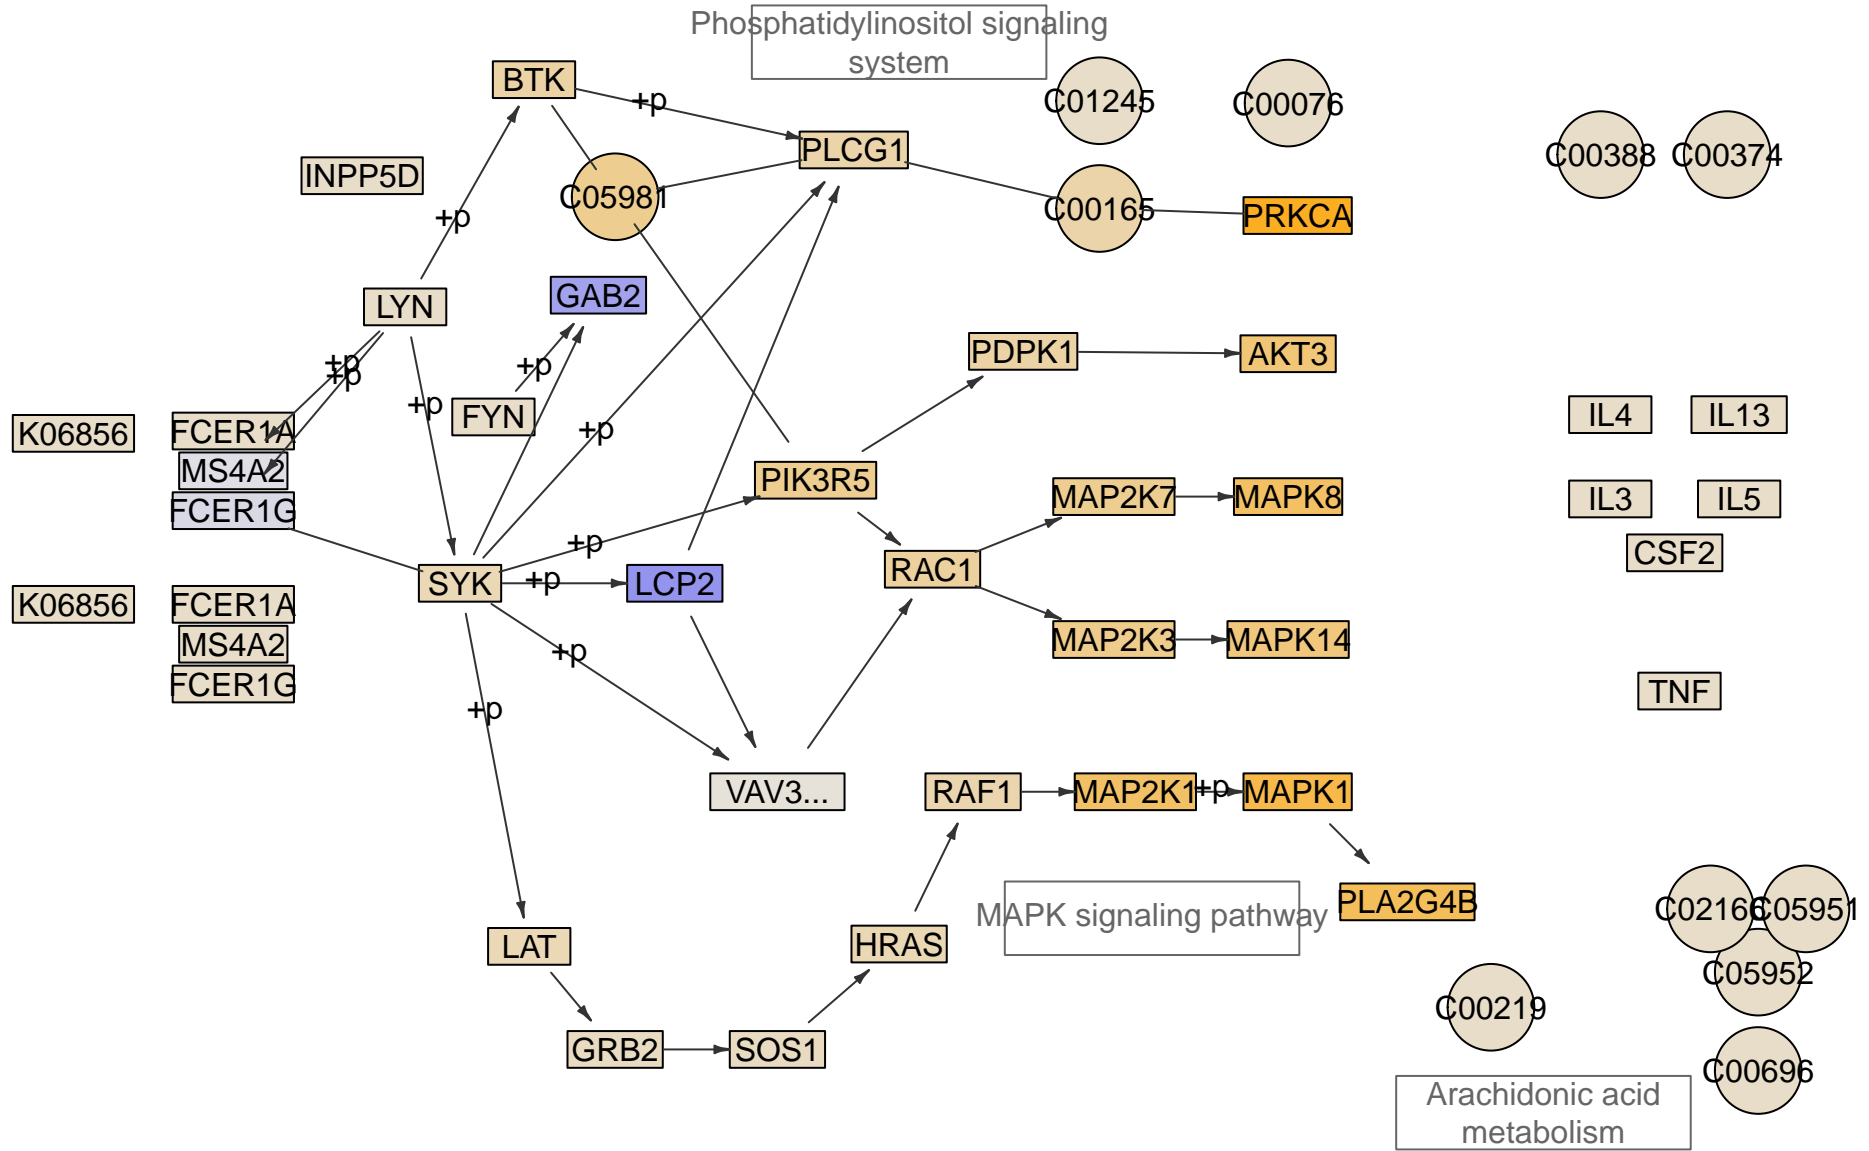 Phosphatidylinositol signaling
system
BTK
+p
C01245
C00076
PLCG1
C00388
C00374
INPP5D
C05981
C00165
PRKCA
+p
LYN
GAB2
PDPK1
AKT3
+p
+p
+p
+p
FYN
+p
K06856
FCER1A
MS4A2
FCER1G
IL4
IL13
PIK3R5
MAP2K7
MAPK8
IL3
IL5
+p
CSF2
SYK
+p
LCP2
RAC1
K06856
FCER1A
MS4A2
FCER1G
+p
MAP2K3
MAPK14
TNF
+p
VAV3...
RAF1
MAP2K1
+p
MAPK1
MAPK signaling pathway
PLA2G4B
C02166
C05951
LAT
HRAS
C05952
C00219
GRB2
SOS1
C00696
Arachidonic acid
metabolism